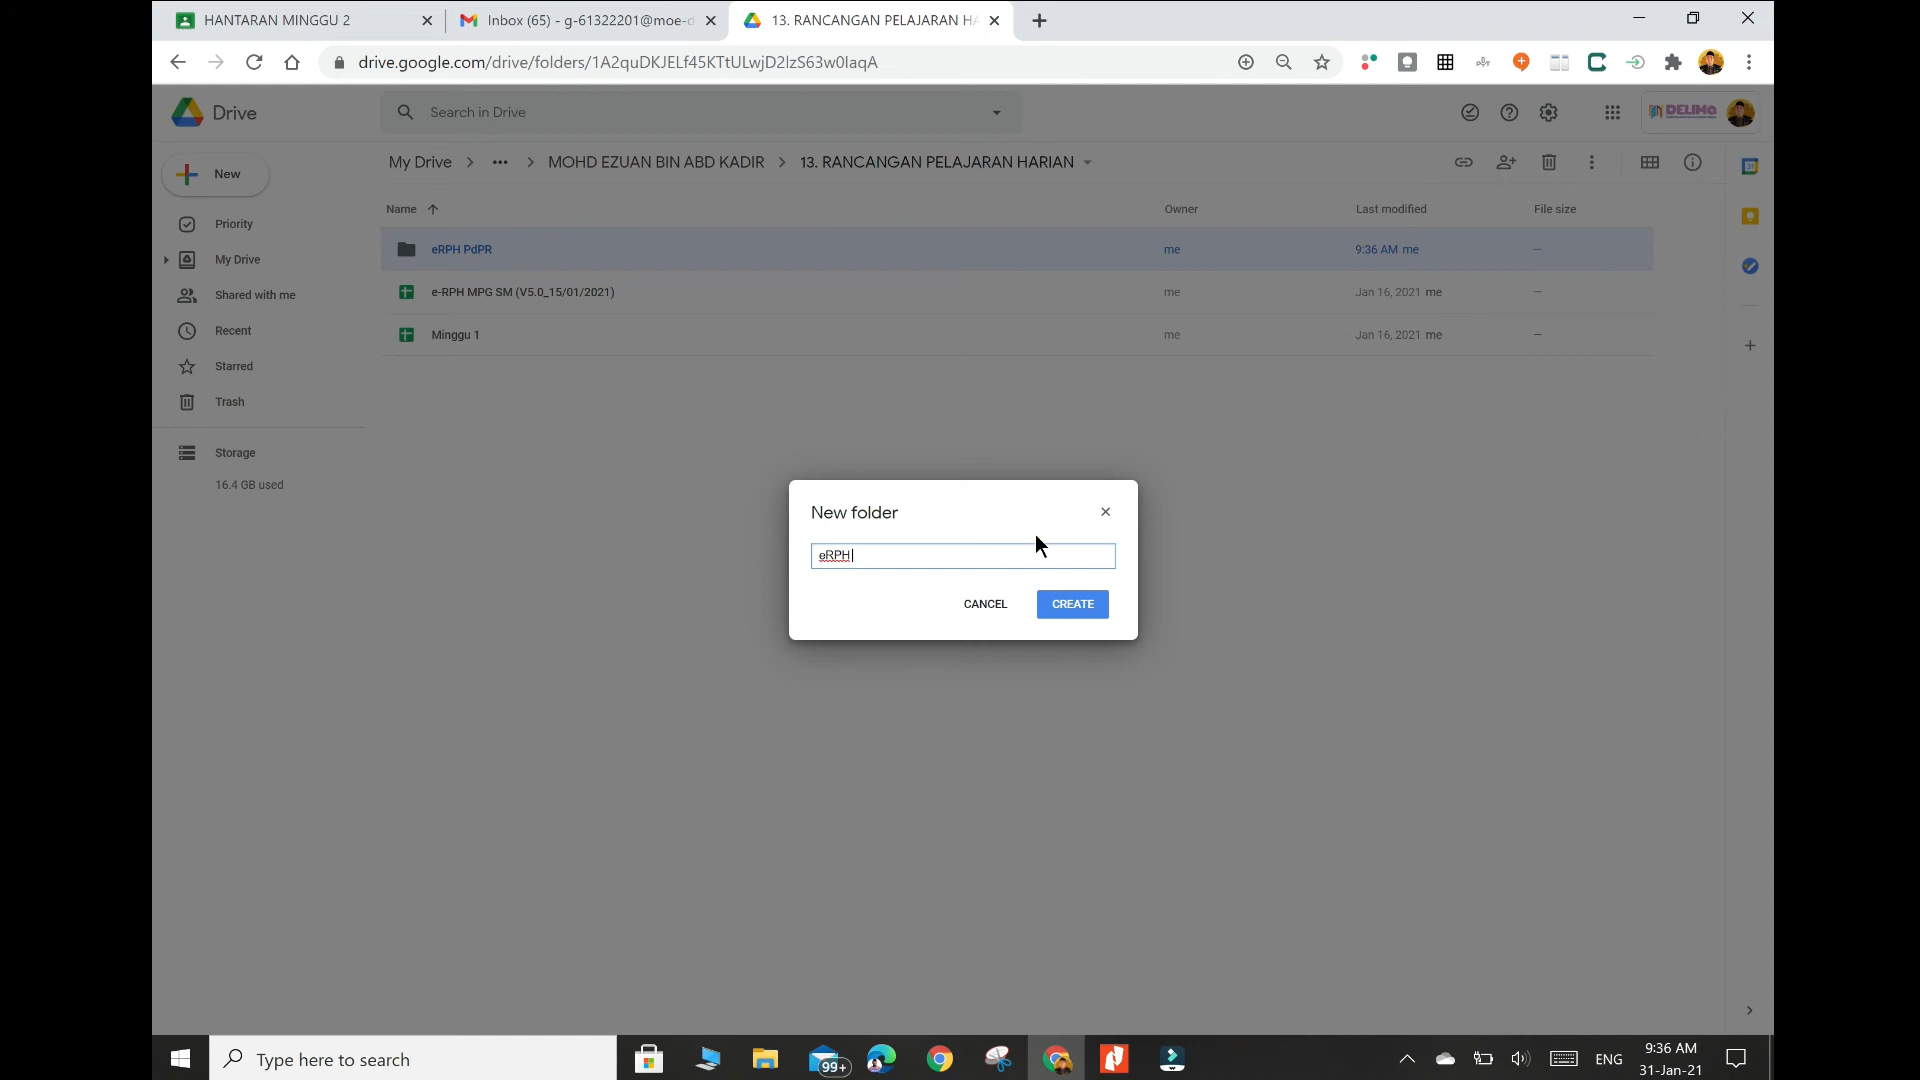 HANTARAN MINGGU 2
Inbox (65) - g-61322201@moe-d
13. RANCANGAN PELAJARAN HA
drive.google.com/drive/folders/1A2quDKJELf45KTtULwjD2lzS63w0IaqA
Drive
Search in Drive
DELIMa
New
My Drive > ... > MOHD EZUAN BIN ABD KADIR > 13. RANCANGAN PELAJARAN HARIAN
Name Owner Last modified File size
Priority
My Drive
Shared with me
Recent
Starred
Trash
Storage
16.4 GB used
eRPH PdPR me 9:36 AM me —
e-RPH MPG SM (V5.0_15/01/2021) me Jan 16, 2021 me —
Minggu 1 me Jan 16, 2021 me —
31
New folder
eRPH
CANCEL CREATE
Type here to search
99+
ENG
9:36 AM
31-Jan-21